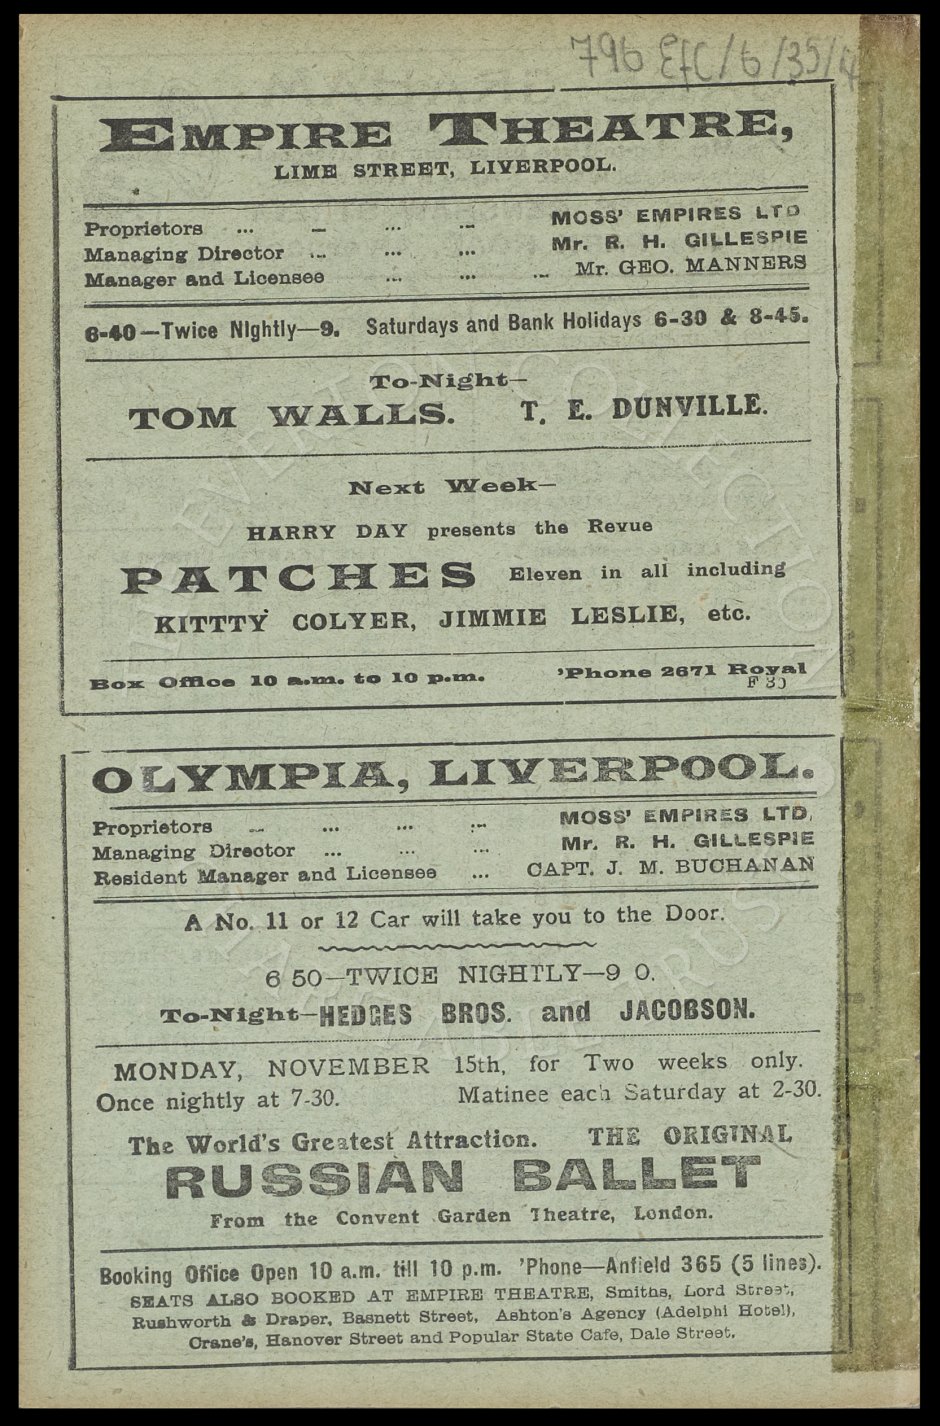 796 EFC/6/35/4
EMPIRE THEATRE,
LIME STREET, LIVERPOOL.
Proprietors ... ... ... ... MOSS' EMPIRES LTD
Managing Director ... ... ... Mr. R. H. GILLESPIE
Manager and Licensee ... ... ... Mr. GEO. MANNERS
6-40—Twice Nightly—9. Saturdays and Bank Holidays 6-30 & 8-45.
To-Night—
TOM WALLS. T. E. DUNVILLE.
Next Week—
HARRY DAY presents the Revue
PATCHES Eleven in all including
KITTTY COLYER, JIMMIE LESLIE, etc.
Box Office 10 a.m. to 10 p.m. 'Phone 2671 Royal
OLYMPIA, LIVERPOOL.
Proprietors ... ... ... ... MOSS' EMPIRES LTD,
Managing Director ... ... ... Mr. R. H. GILLESPIE
Resident Manager and Licensee ... CAPT. J. M. BUCHANAN
A No. 11 or 12 Car will take you to the Door.
6 50—TWICE NIGHTLY—9 0.
To-Night—HEDGES BROS. and JACOBSON.
MONDAY, NOVEMBER 15th, for Two weeks only.
Once nightly at 7-30. Matinee each Saturday at 2-30.
The World's Greatest Attraction. THE ORIGINAL
RUSSIAN BALLET
From the Convent Garden Theatre, London.
Booking Office Open 10 a.m. till 10 p.m. 'Phone—Anfield 365 (5 lines).
SEATS ALSO BOOKED AT EMPIRE THEATRE, Smiths, Lord Street,
Rushworth & Draper, Basnett Street, Ashton's Agency (Adelphi Hotel),
Crane's, Hanover Street and Popular State Cafe, Dale Street.
EVERTON COLLECTION
CHARITABLE TRUST